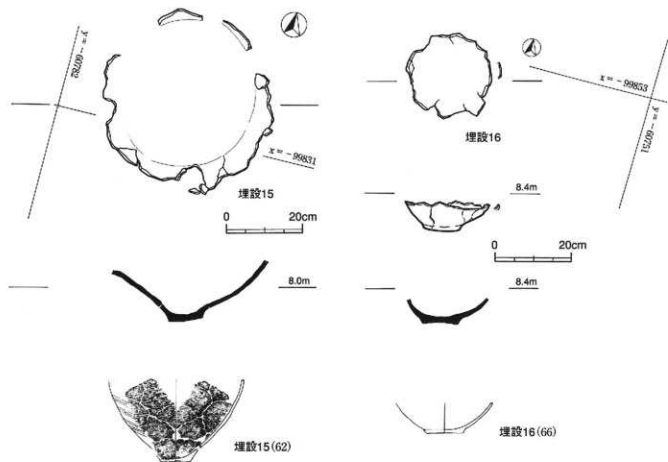 y=-60782
x=-99831
埋設15
0 20cm
8.0m
埋設15(62)
埋設16
x=-99853
y=-60751
8.4m
0 20cm
8.4m
埋設16(66)